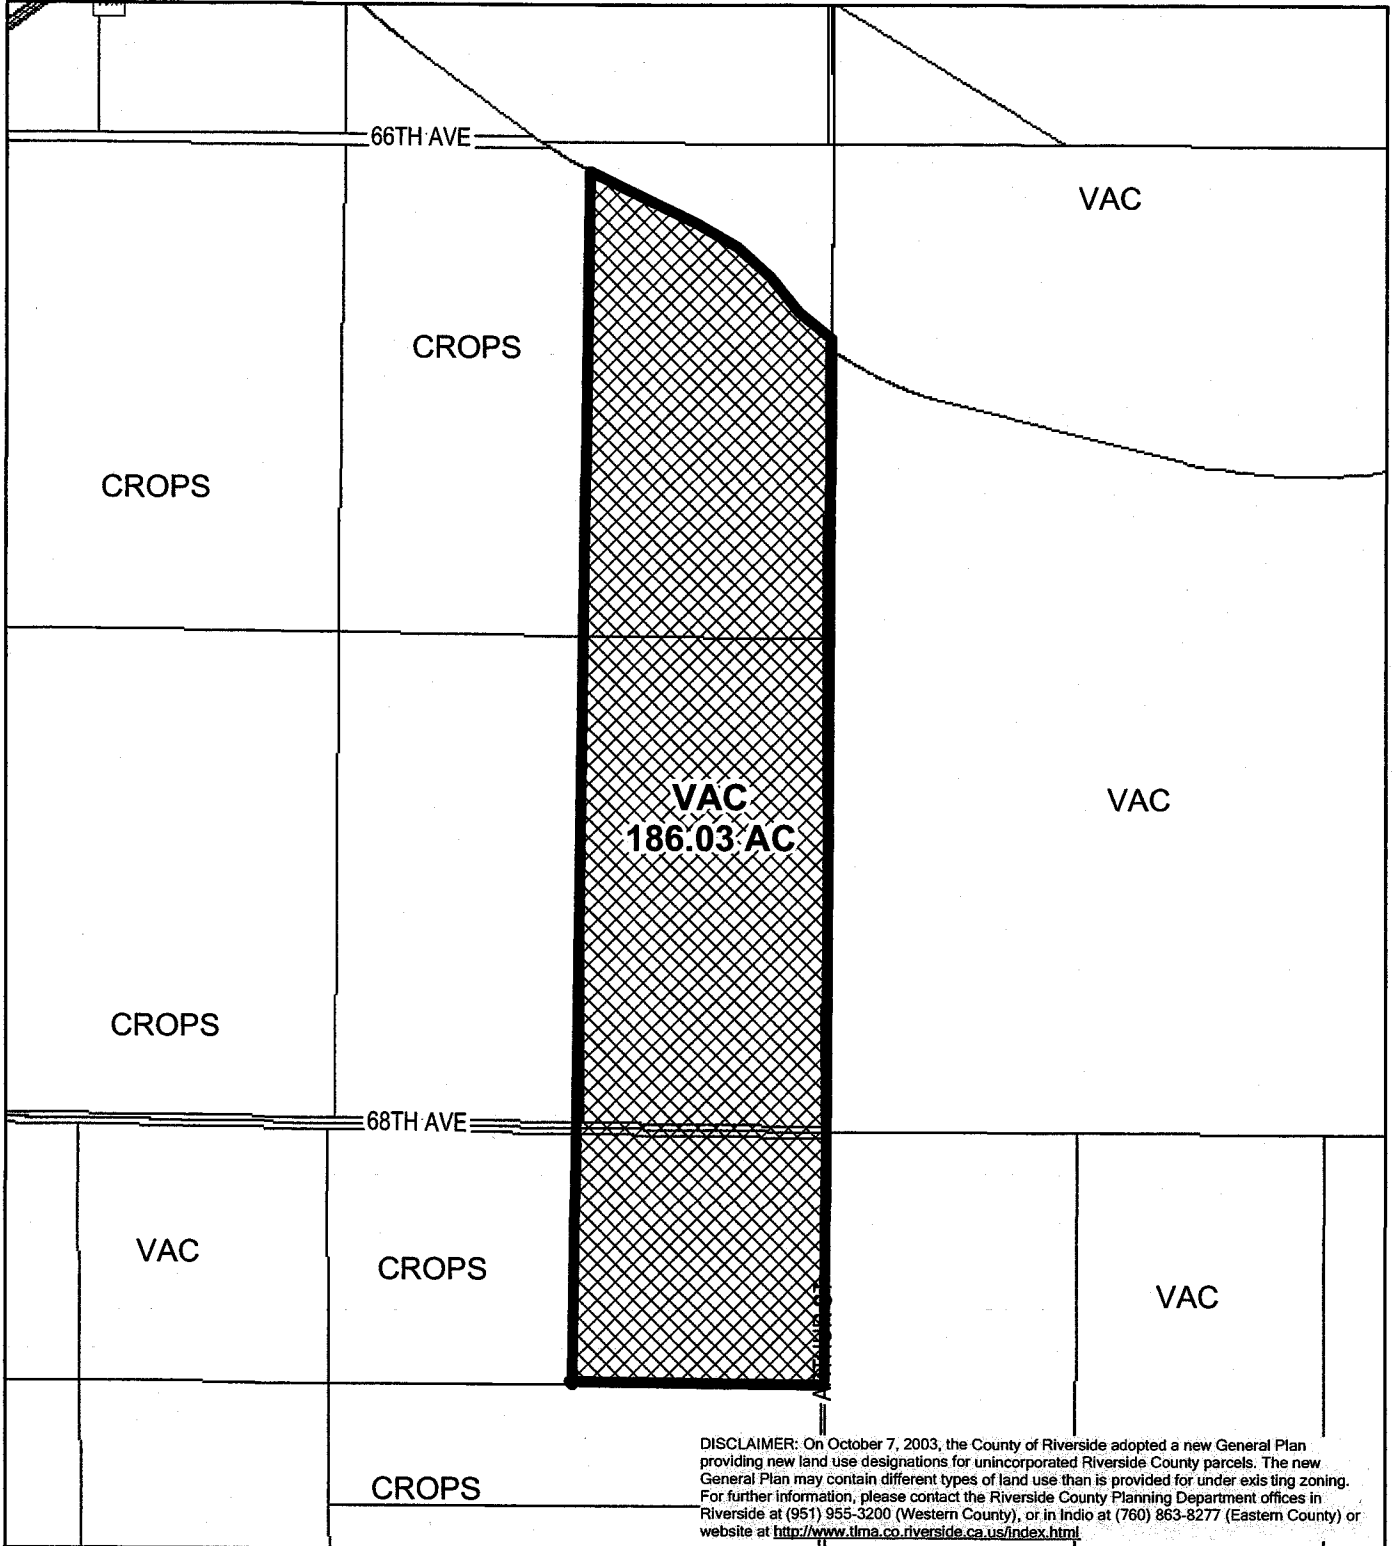 66TH AVE
VAC
CROPS
CROPS
VAC
186.03 AC
VAC
CROPS
68TH AVE
VAC
CROPS
VAC
CROPS
DISCLAIMER: On October 7, 2003, the County of Riverside adopted a new General Plan
providing new land use designations for unincorporated Riverside County parcels. The new
General Plan may contain different types of land use than is provided for under existing zoning.
For further information, please contact the Riverside County Planning Department offices in
Riverside at (951) 955-3200 (Western County), or in Indio at (760) 863-8277 (Eastern County) or
website at http://www.tlma.co.riverside.ca.us/index.html